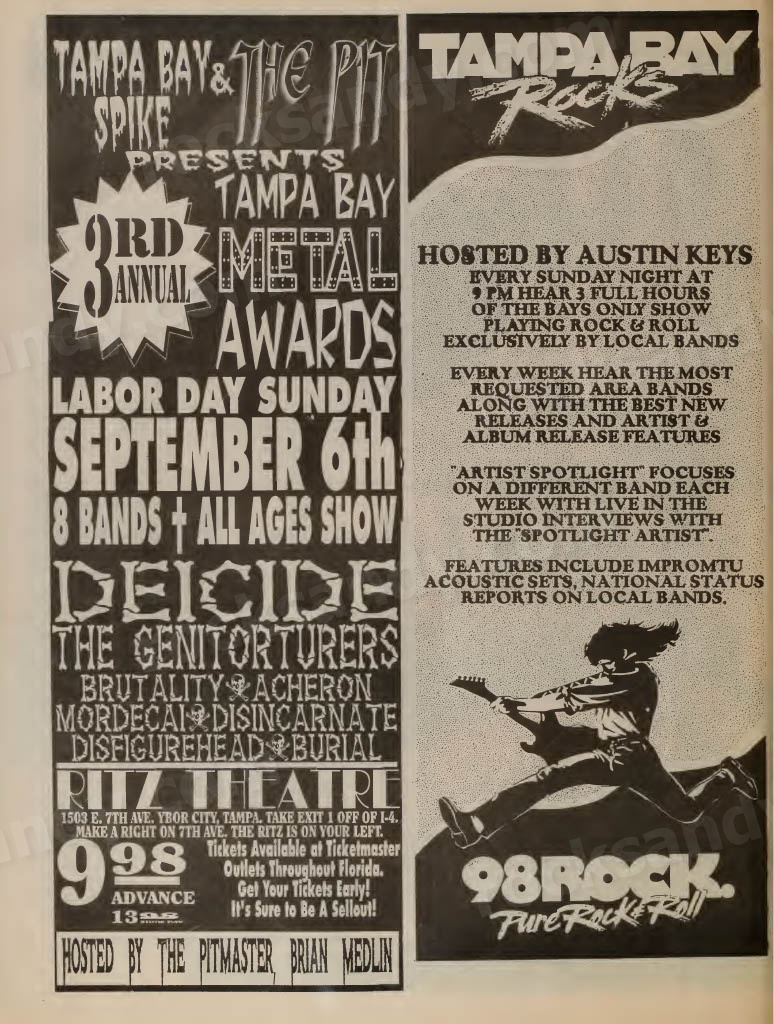 TAMPA BAY & THE PIT
SPIKE
PRESENTS
3RD
ANNUAL
TAMPA BAY
METAL
AWARDS
LABOR DAY SUNDAY
SEPTEMBER 6th
8 BANDS † ALL AGES SHOW
DEICIDE
THE GENITORTURERS
BRUTALITY ACHERON
MORDECAI DISINCARNATE
DISFIGUREHEAD BURIAL
RITZ THEATRE
1503 E. 7TH AVE. YBOR CITY, TAMPA. TAKE EXIT 1 OFF OF I-4.
MAKE A RIGHT ON 7TH AVE. THE RITZ IS ON YOUR LEFT.
9 98
ADVANCE
13 98
Tickets Available at Ticketmaster
Outlets Throughout Florida.
Get Your Tickets Early!
It's Sure to Be A Sellout!
HOSTED BY THE PITMASTER, BRIAN MEDLIN
TAMPA BAY
Rocks
HOSTED BY AUSTIN KEYS
EVERY SUNDAY NIGHT AT
9 PM HEAR 3 FULL HOURS
OF THE BAYS ONLY SHOW
PLAYING ROCK & ROLL
EXCLUSIVELY BY LOCAL BANDS
EVERY WEEK HEAR THE MOST
REQUESTED AREA BANDS
ALONG WITH THE BEST NEW
RELEASES AND ARTIST &
ALBUM RELEASE FEATURES
"ARTIST SPOTLIGHT" FOCUSES
ON A DIFFERENT BAND EACH
WEEK WITH LIVE IN THE
STUDIO INTERVIEWS WITH
THE "SPOTLIGHT ARTIST".
FEATURES INCLUDE IMPROMTU
ACOUSTIC SETS, NATIONAL STATUS
REPORTS ON LOCAL BANDS.
98ROCK.
Pure Rock & Roll